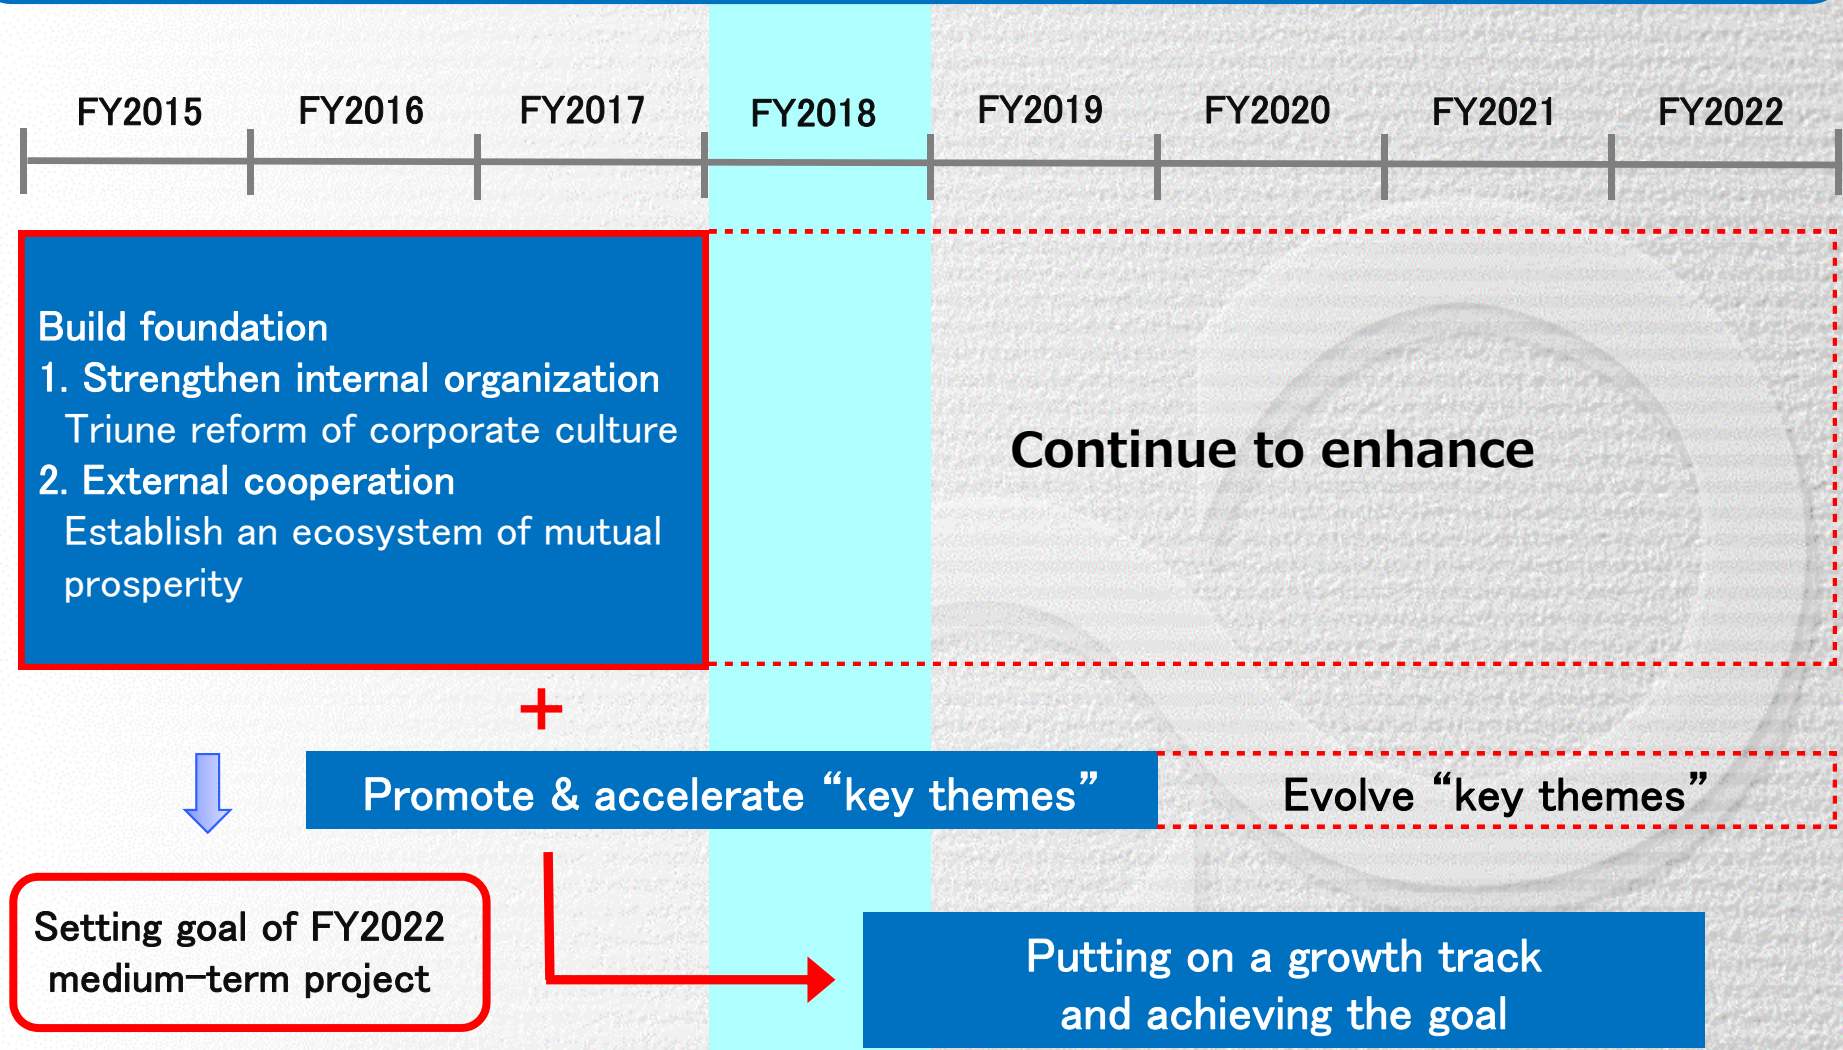 FY2015
FY2016
FY2017
FY2018
FY2019
FY2020
FY2021
FY2022
Build foundation
1. Strengthen internal organization
Triune reform of corporate culture
2. External cooperation
Establish an ecosystem of mutual
prosperity
Continue to enhance
+
Promote & accelerate “key themes”
Evolve “key themes”
Setting goal of FY2022
medium-term project
Putting on a growth track
and achieving the goal